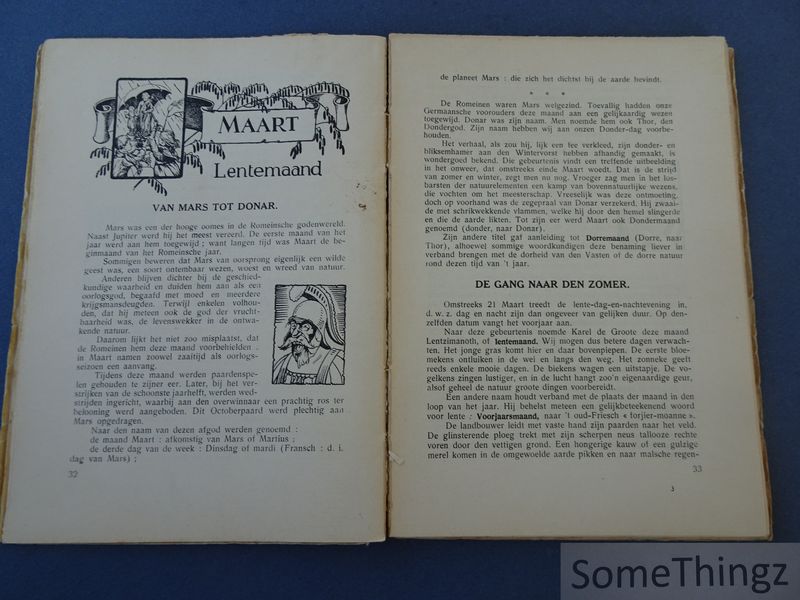 MAART
Lentemaand
VAN MARS TOT DONAR.
Mars was een der hooge oomes in de Romeinsche godenwereld.
Naast Jupiter werd hij het meest vereerd. De eerste maand van het
jaar werd aan hem toegewijd ; want langen tijd was Maart de be-
ginmaand van het Romeinsche jaar.
Sommigen beweren dat Mars van oorsprong eigenlijk een wilde
geest was, een soort ontembaar wezen, woest en wreed van natuur.
Anderen blijven dichter bij de geschied-
kundige waarheid en duiden hem aan als een
oorlogsgod, begaafd met moed en meerdere
krijgsmansdeugden. Terwijl enkelen volhou-
den, dat hij meteen ook de god der vrucht-
baarheid was, de levenswekker in de ontwa-
kende natuur.
Daarom lijkt het niet zoo misplaatst, dat
de Romeinen hem deze maand voorbehielden :
in Maart namen zoowel zaaitijd als oorlogs-
seizoen een aanvang.
Tijdens deze maand werden paardenspe-
len gehouden te zijner eer. Later, bij het ver-
strijken van de schoonste jaarhelft, werden wed-
strijden ingericht, waarbij aan den overwinnaar een prachtig ros ter
belooning werd aangeboden. Dit Octoberpaard werd plechtig aan
Mars opgedragen.
Naar den naam van dezen afgod werden genoemd :
de maand Maart : afkomstig van Mars of Martius ;
de derde dag van de week : Dinsdag of mardi (Fransch : d. i.
dag van Mars) ;
32
de planeet Mars : die zich het dichtst bij de aarde bevindt.
* * *
De Romeinen waren Mars welgezind. Toevallig hadden onze
Germaansche voorouders deze maand aan een gelijkaardig wezen
toegewijd. Donar was zijn naam. Men noemde hem ook Thor, den
Dondergod. Zijn naam hebben wij aan onzen Donder-dag voorbe-
houden.
Het verhaal, als zou hij, lijk een tee verkleed, zijn donder- en
bliksemhamer aan den Wintervorst hebben afhandig gemaakt, is
wondergoed bekend. Die gebeurtenis vindt een treffende uitbeelding
in het onweer, dat omstreeks einde Maart woedt. Dat is de strijd
van zomer en winter, zegt men nu nog. Vroeger zag men in het los-
barsten der natuurelementen een kamp van bovennatuurlijke wezens,
die vochten om het meesterschap. Vreeselijk was deze ontmoeting,
doch op voorhand was de zegepraal van Donar verzekerd. Hij zwaai-
de met schrikwekkende vlammen, welke hij door den hemel slingerde
en die de aarde likten. Tot zijn eer werd Maart ook Dondermaand
genoemd (donder, naar Donar).
Zijn andere titel gaf aanleiding tot Dorremaand (Dorre, naar
Thor), alhoewel sommige woordkundigen deze benaming liever in
verband brengen met de dorheid van den Vasten of de dorre natuur
rond dezen tijd van 't jaar.
DE GANG NAAR DEN ZOMER.
Omstreeks 21 Maart treedt de lente-dag-en-nachtevening in,
d. w. z. dag en nacht zijn dan ongeveer van gelijken duur. Op den-
zelfden datum vangt het voorjaar aan.
Naar deze gebeurtenis noemde Karel de Groote deze maand
Lentzimanoth, of lentemaand. Wij mogen dus betere dagen verwach-
ten. Het jonge gras komt hier en daar bovenpiepen. De eerste bloe-
mekens ontluiken in de wei en langs den weg. Het zonneke geeft
reeds enkele mooie dagen. De biekens wagen een uitstapje. De vo-
gelkens zingen lustiger, en in de lucht hangt zoo'n eigenaardige geur,
alsof geheel de natuur groote dingen voorbereidt.
Een andere naam houdt verband met de plaats der maand in den
loop van het jaar. Hij behelst meteen een gelijkbeteekenend woord
voor lente : Voorjaarsmaand, naar 't oud-Friesch « forjier-moanne ».
De landbouwer leidt met vaste hand zijn paarden naar het veld.
De glinsterende ploeg trekt met zijn scherpen neus tallooze rechte
voren door den vettigen grond. Een hongerige kauw of een gulzige
merel komen in de omgewoelde aarde pikken en naar malsche regen-
33
3
SomeThingz